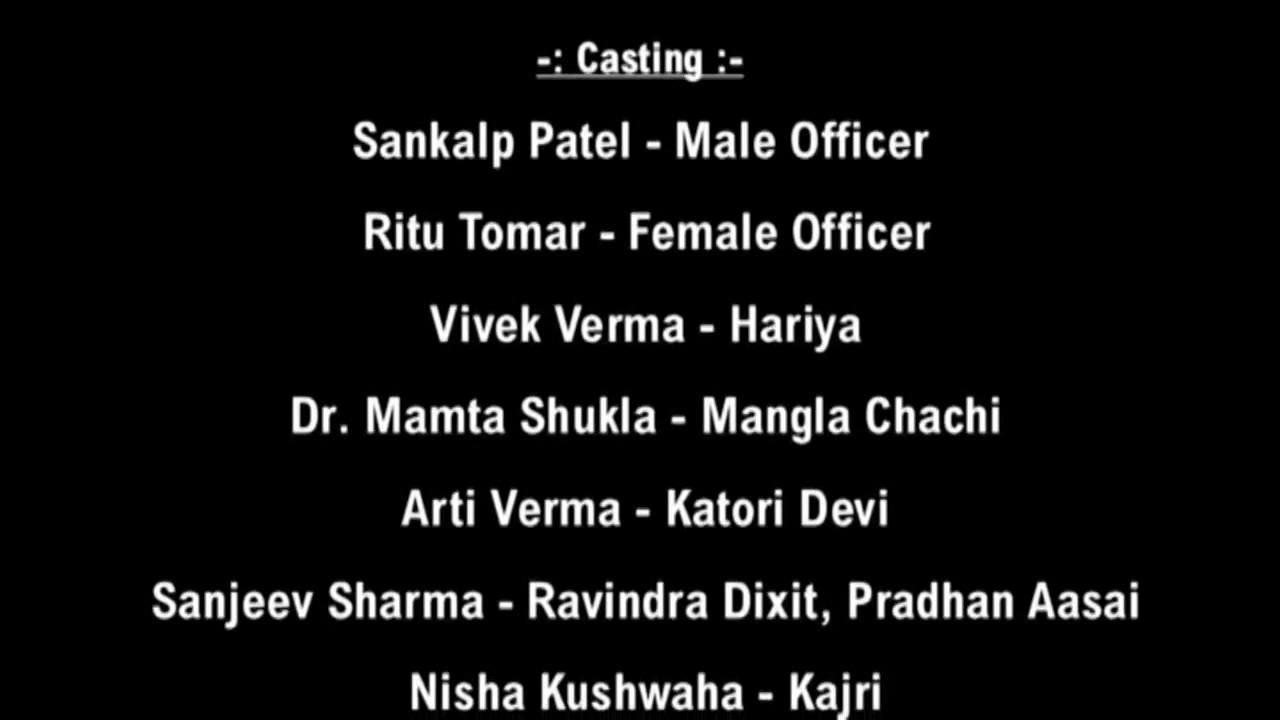 -: Casting :-
Sankalp Patel - Male Officer
Ritu Tomar - Female Officer
Vivek Verma - Hariya
Dr. Mamta Shukla - Mangla Chachi
Arti Verma - Katori Devi
Sanjeev Sharma - Ravindra Dixit, Pradhan Aasai
Nisha Kushwaha - Kajri